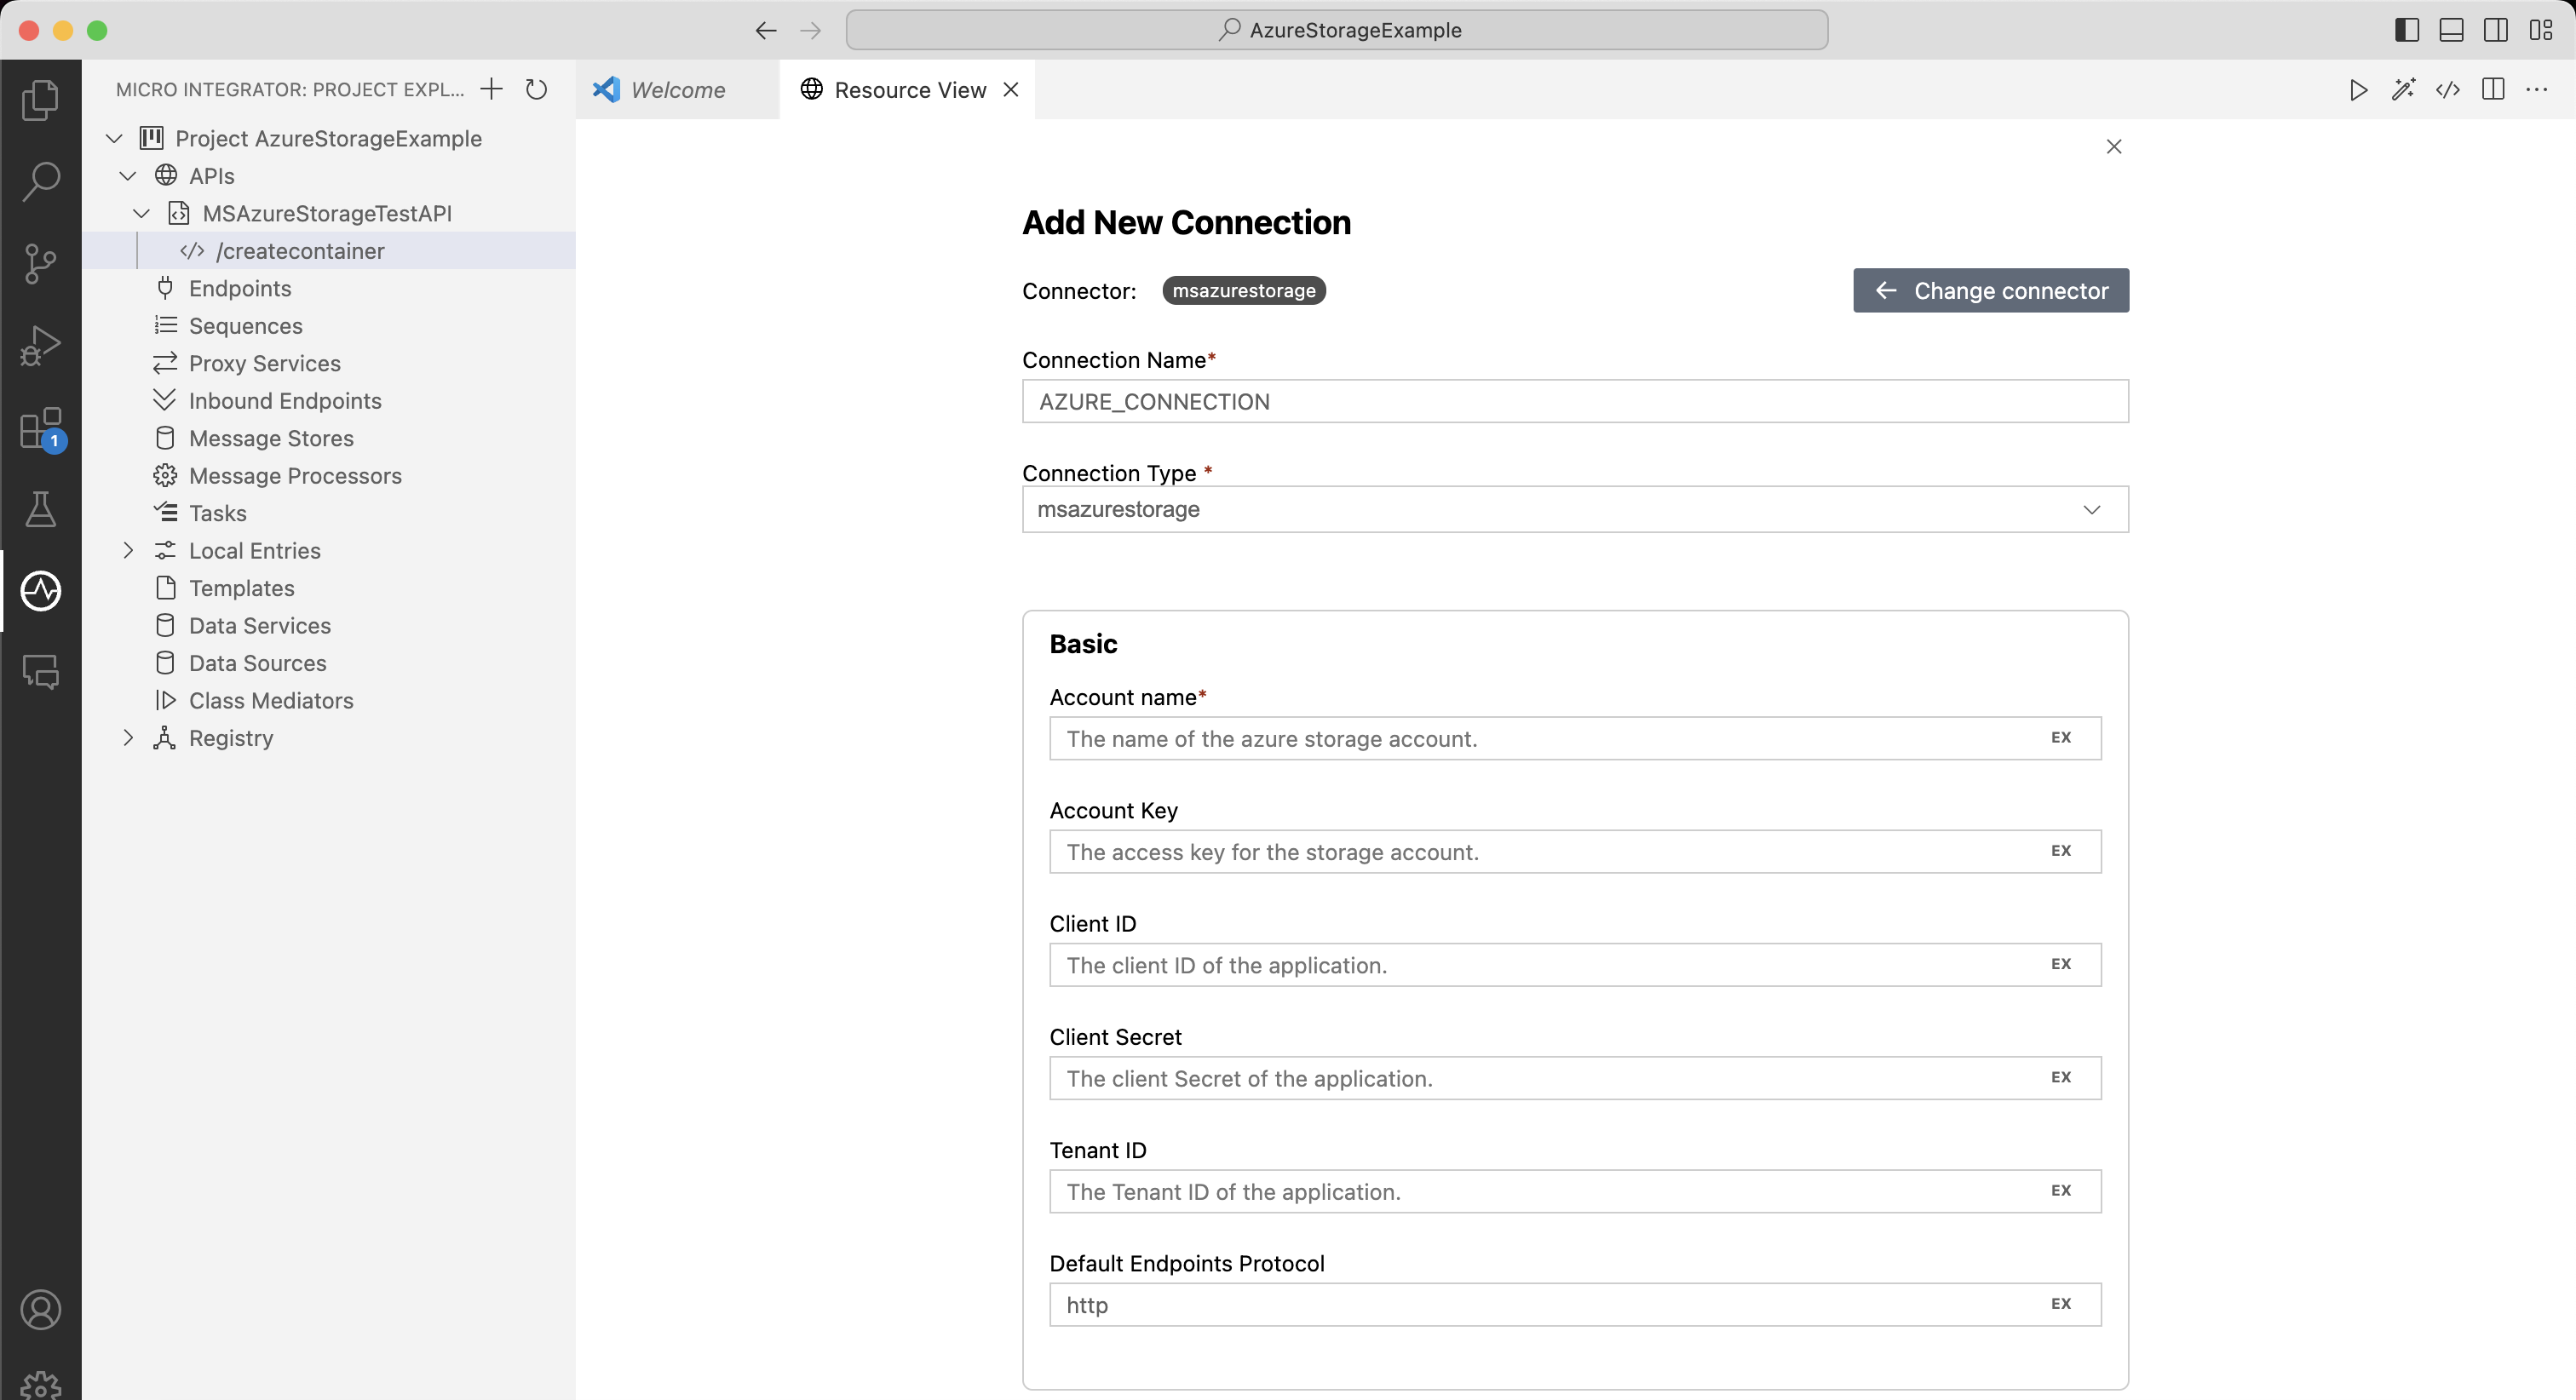 AzureStorageExample
MICRO INTEGRATOR: PROJECT EXPL...
Project AzureStorageExample
APIs
MSAzureStorageTestAPI
/createcontainer
Endpoints
Sequences
Proxy Services
Inbound Endpoints
Message Stores
1
Message Processors
Tasks
Local Entries
Templates
Data Services
Data Sources
Class Mediators
Registry
Welcome
Resource View
Add New Connection
Connector: msazurestorage
Change connector
Connection Name*
AZURE_CONNECTION
Connection Type *
msazurestorage
Basic
Account name*
The name of the azure storage account. EX
Account Key
The access key for the storage account. EX
Client ID
The client ID of the application. EX
Client Secret
The client Secret of the application. EX
Tenant ID
The Tenant ID of the application. EX
Default Endpoints Protocol
http EX